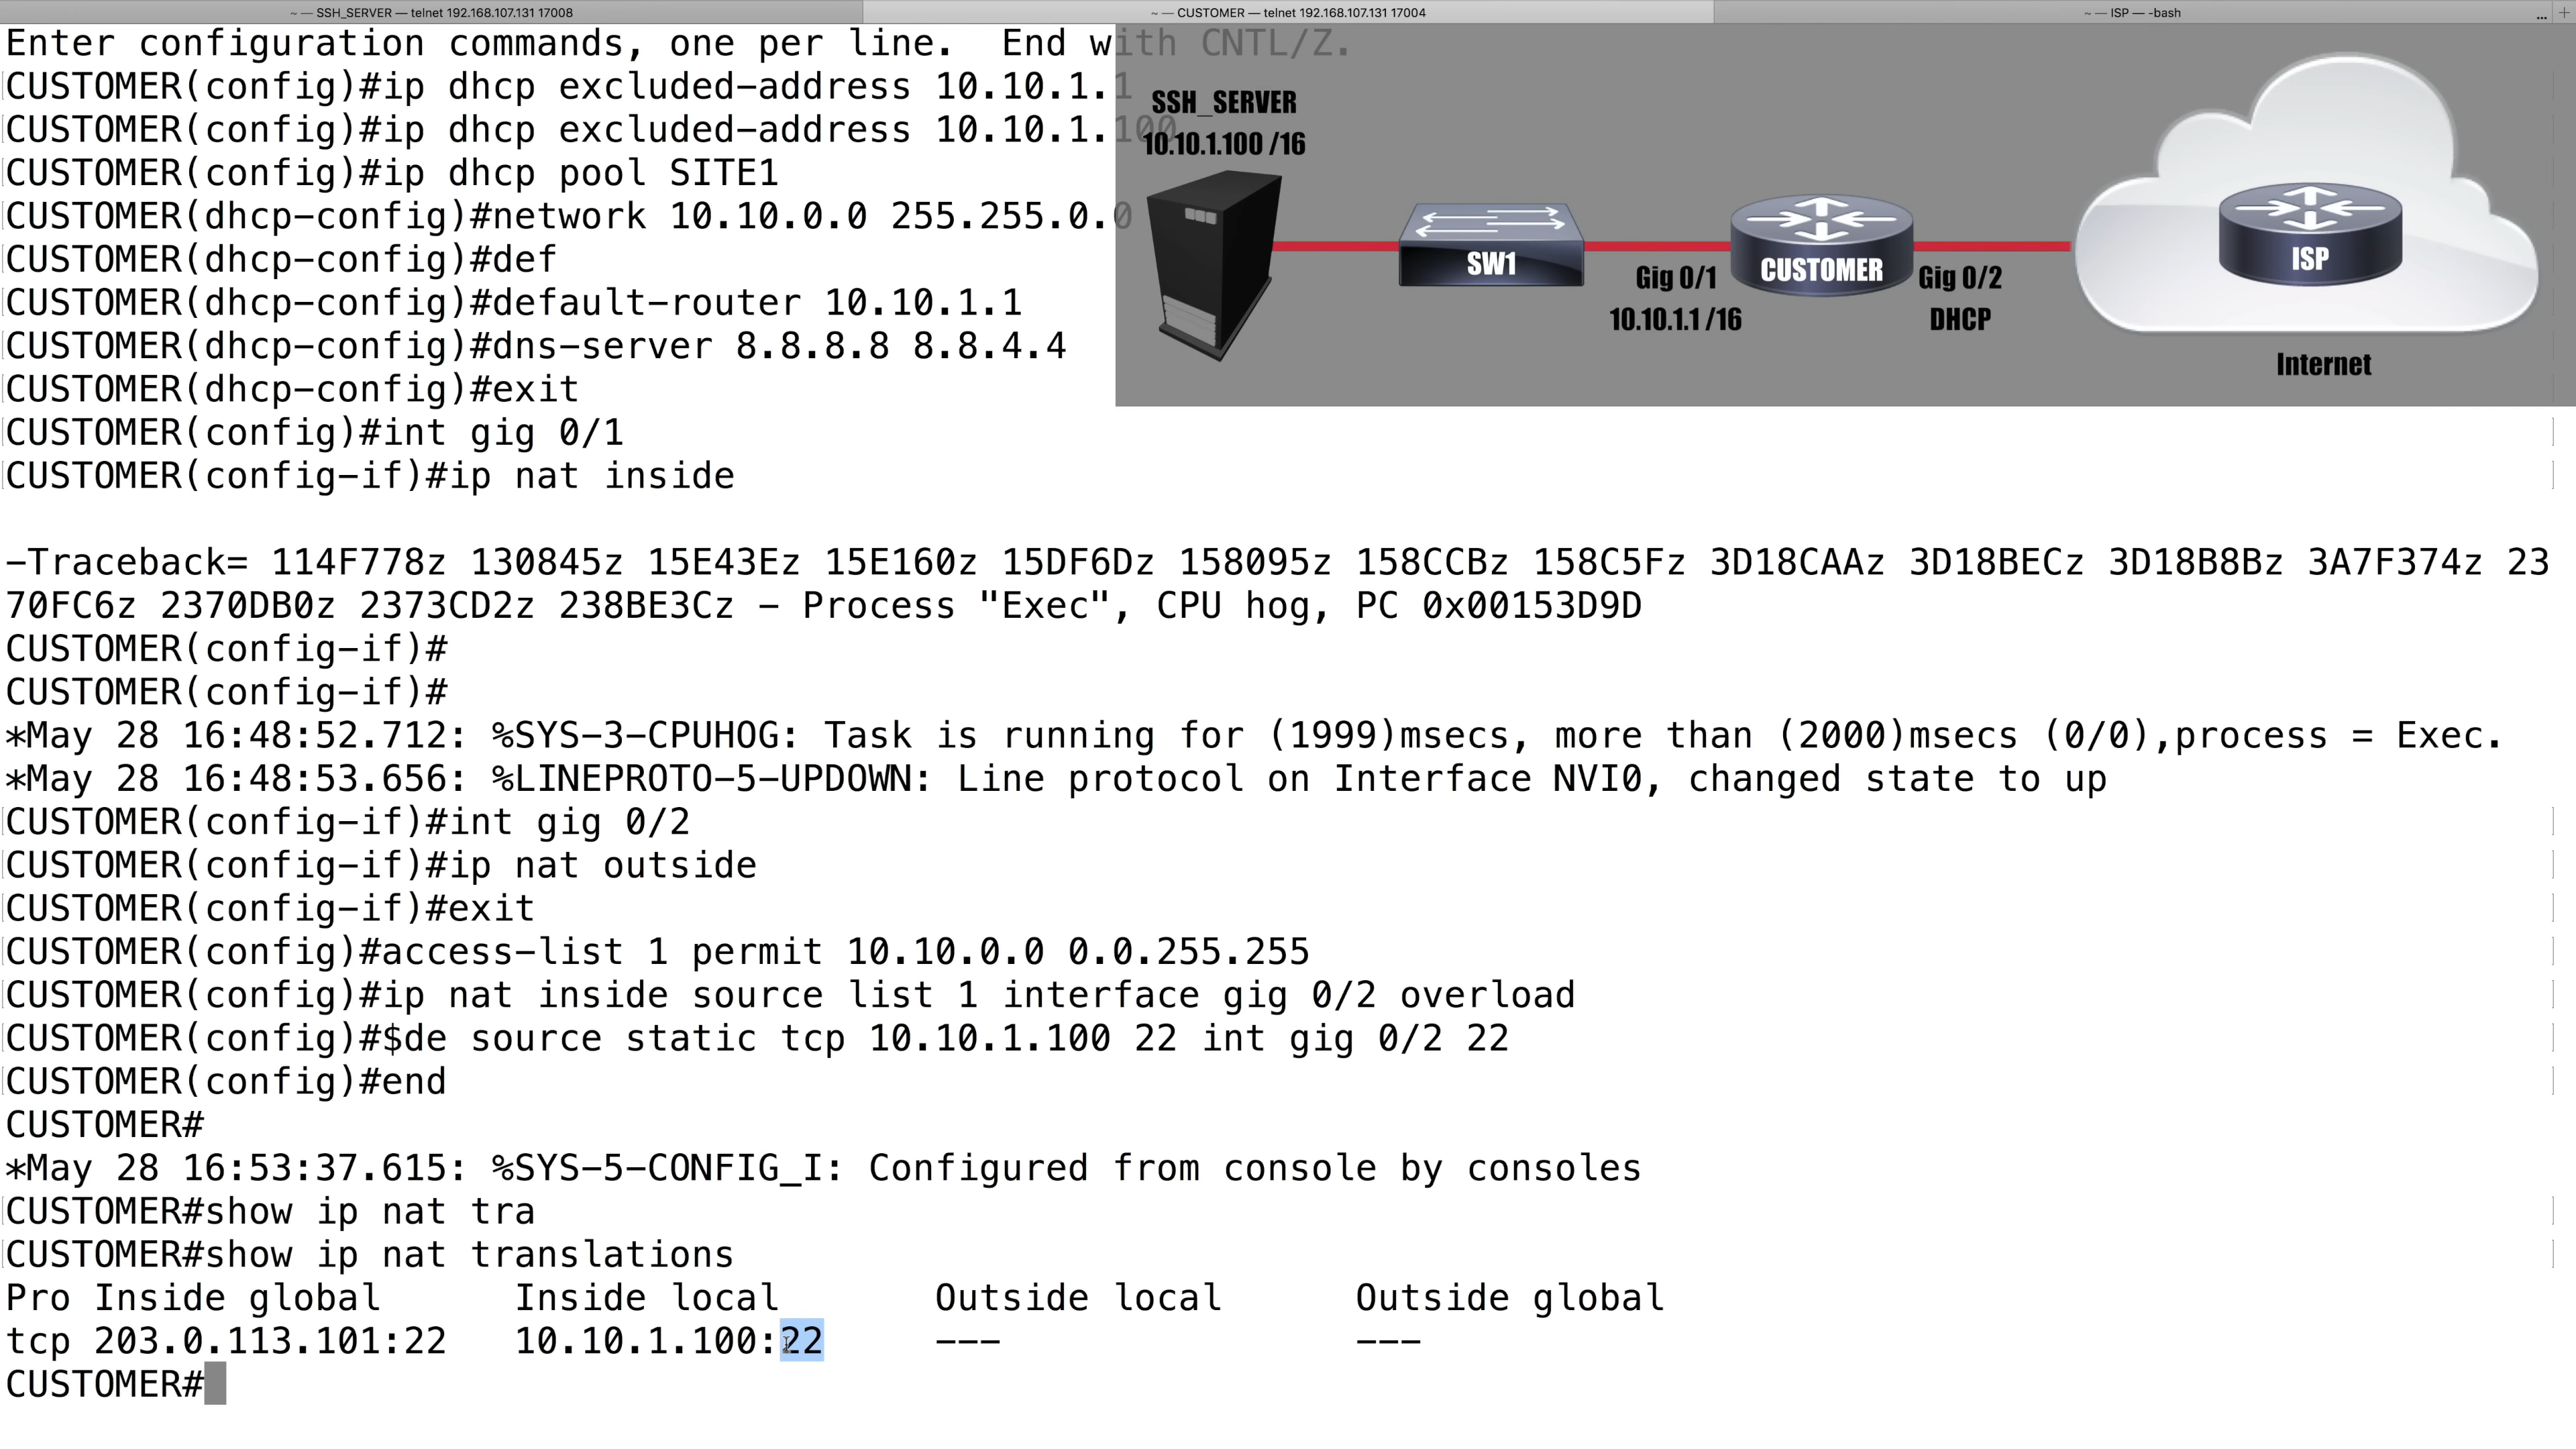 ~ — SSH_SERVER — telnet 192.168.107.131 17008
~ — CUSTOMER — telnet 192.168.107.131 17004
~ — ISP — -bash
... +
Enter configuration commands, one per line.  End with CNTL/Z.
CUSTOMER(config)#ip dhcp excluded-address 10.10.1.1
CUSTOMER(config)#ip dhcp excluded-address 10.10.1.100
CUSTOMER(config)#ip dhcp pool SITE1
CUSTOMER(dhcp-config)#network 10.10.0.0 255.255.0.0
CUSTOMER(dhcp-config)#def
CUSTOMER(dhcp-config)#default-router 10.10.1.1
CUSTOMER(dhcp-config)#dns-server 8.8.8.8 8.8.4.4
CUSTOMER(dhcp-config)#exit
CUSTOMER(config)#int gig 0/1
CUSTOMER(config-if)#ip nat inside
-Traceback= 114F778z 130845z 15E43Ez 15E160z 15DF6Dz 158095z 158CCBz 158C5Fz 3D18CAAz 3D18BECz 3D18B8Bz 3A7F374z 23
70FC6z 2370DB0z 2373CD2z 238BE3Cz - Process "Exec", CPU hog, PC 0x00153D9D
CUSTOMER(config-if)#
CUSTOMER(config-if)#
*May 28 16:48:52.712: %SYS-3-CPUHOG: Task is running for (1999)msecs, more than (2000)msecs (0/0),process = Exec.
*May 28 16:48:53.656: %LINEPROTO-5-UPDOWN: Line protocol on Interface NVI0, changed state to up
CUSTOMER(config-if)#int gig 0/2
CUSTOMER(config-if)#ip nat outside
CUSTOMER(config-if)#exit
CUSTOMER(config)#access-list 1 permit 10.10.0.0 0.0.255.255
CUSTOMER(config)#ip nat inside source list 1 interface gig 0/2 overload
CUSTOMER(config)#$de source static tcp 10.10.1.100 22 int gig 0/2 22
CUSTOMER(config)#end
CUSTOMER#
*May 28 16:53:37.615: %SYS-5-CONFIG_I: Configured from console by consoles
CUSTOMER#show ip nat tra
CUSTOMER#show ip nat translations
Pro Inside global      Inside local       Outside local      Outside global
tcp 203.0.113.101:22   10.10.1.100:22     ---                ---
CUSTOMER#
SSH_SERVER
10.10.1.100 /16
SW1
Gig 0/1
10.10.1.1 /16
CUSTOMER
Gig 0/2
DHCP
ISP
Internet